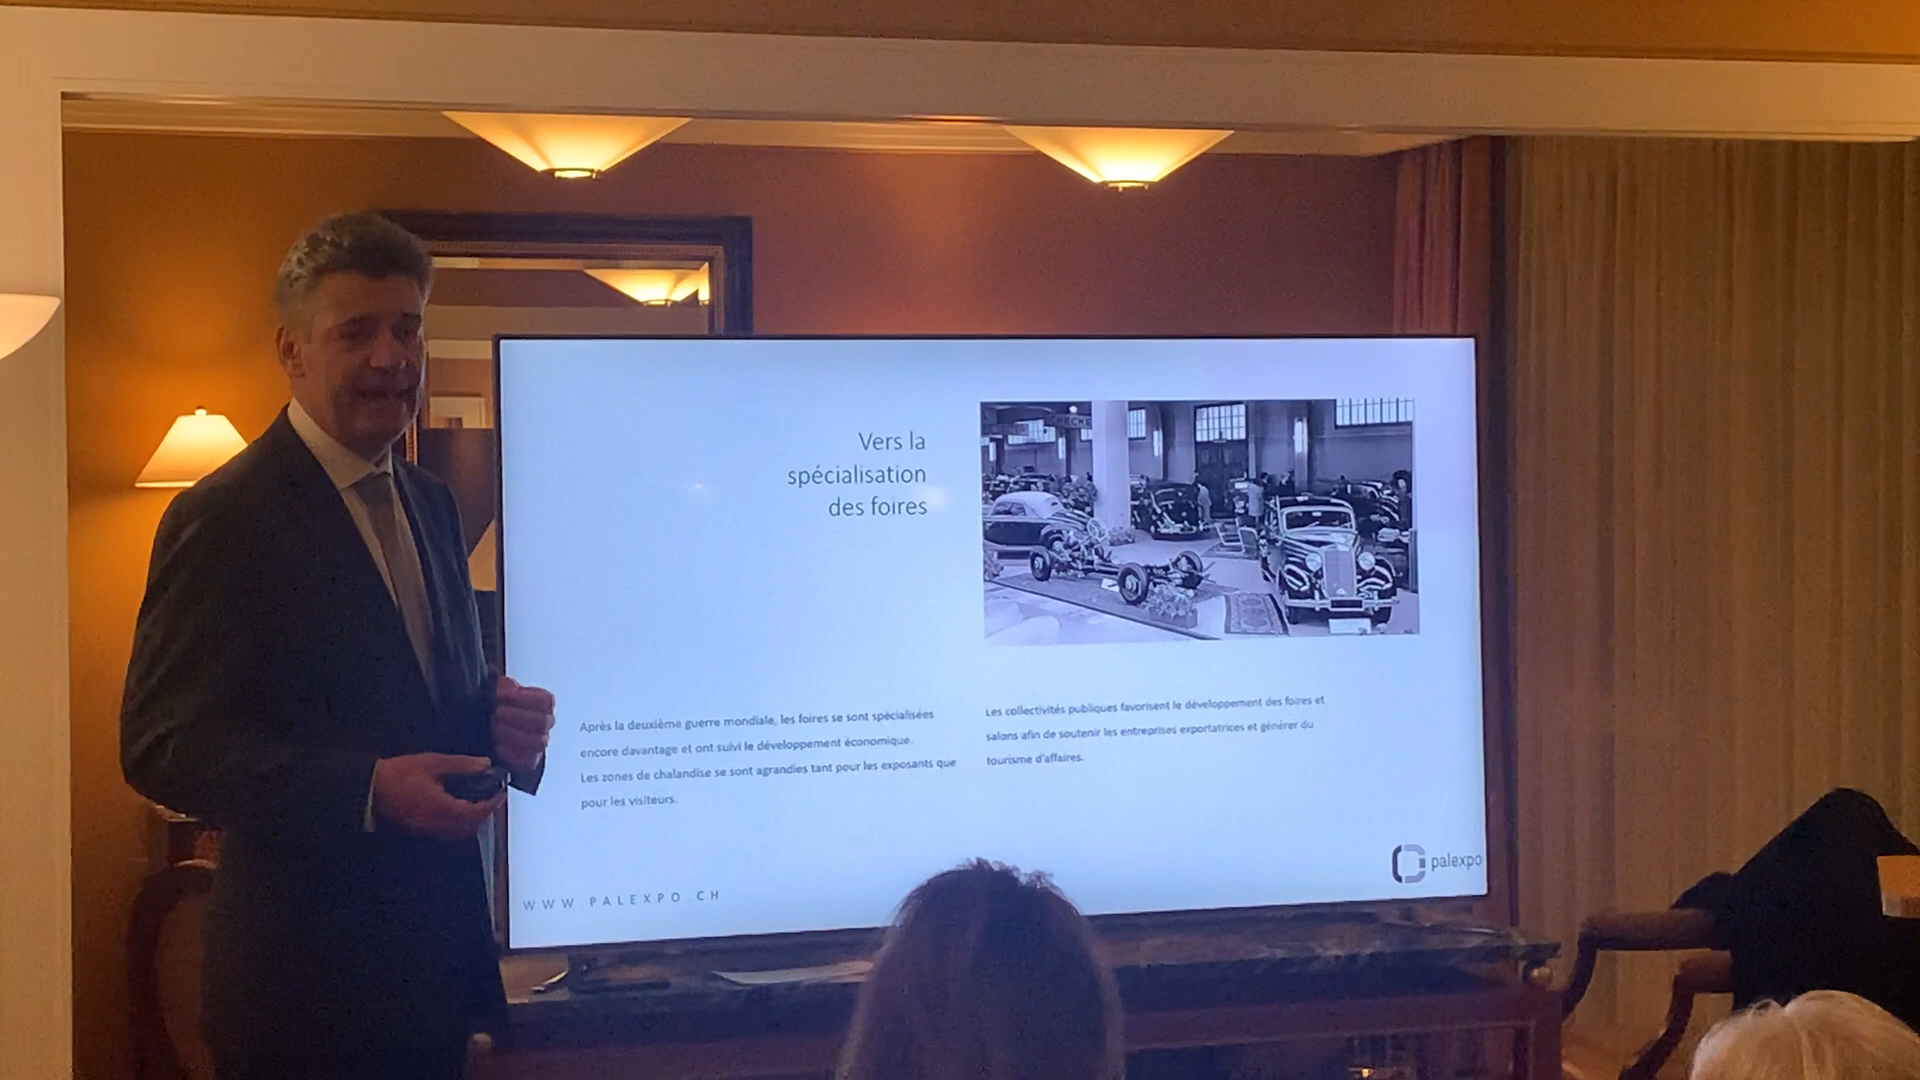 Vers la
spécialisation
des foires
Après la deuxième guerre mondiale, les foires se sont spécialisées
encore davantage et ont suivi le développement économique.
Les zones de chalandise se sont agrandies tant pour les exposants que
pour les visiteurs.
Les collectivités publiques favorisent le développement des foires et
salons afin de soutenir les entreprises exportatrices et générer du
tourisme d'affaires.
WWW.PALEXPO.CH
palexpo